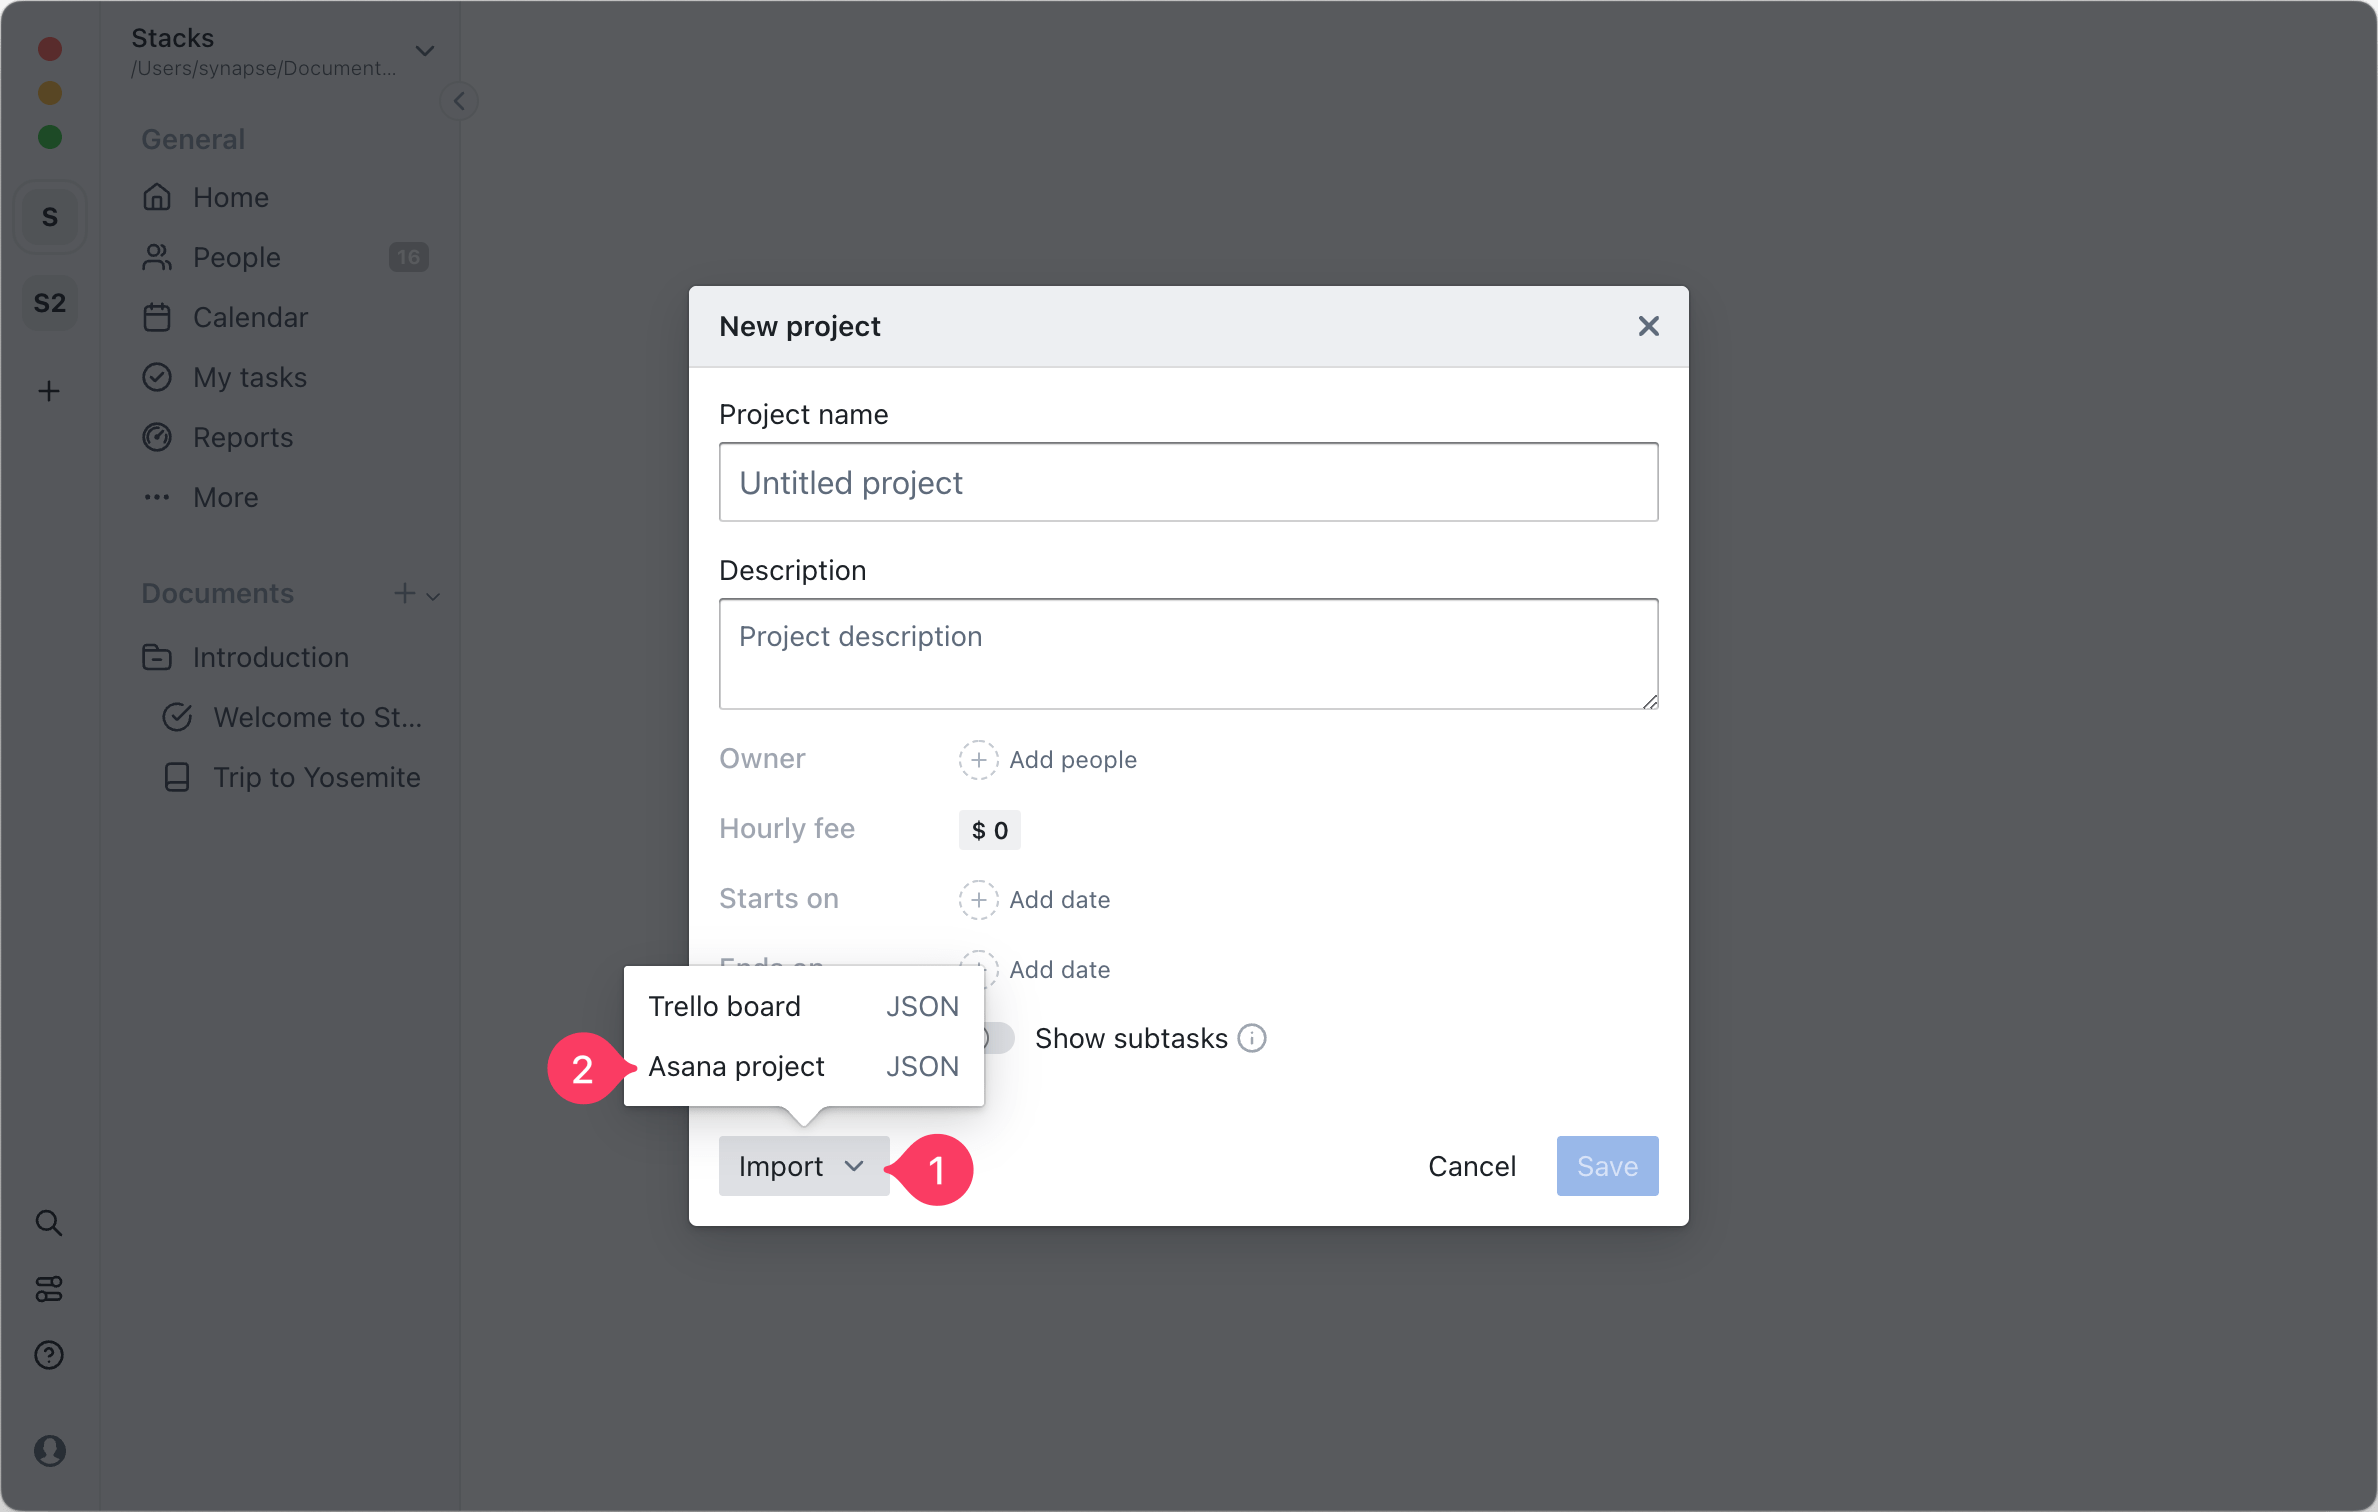 Stacks
/Users/synapse/Document...
General
S
Home
People 16
S2
Calendar
My tasks
Reports
More
Documents
Introduction
Welcome to St...
Trip to Yosemite
New project
Project name
Untitled project
Description
Project description
Owner Add people
Hourly fee $ 0
Starts on Add date
Ends on Add date
Trello board JSON
Show subtasks
2 Asana project JSON
Import 1 Cancel Save